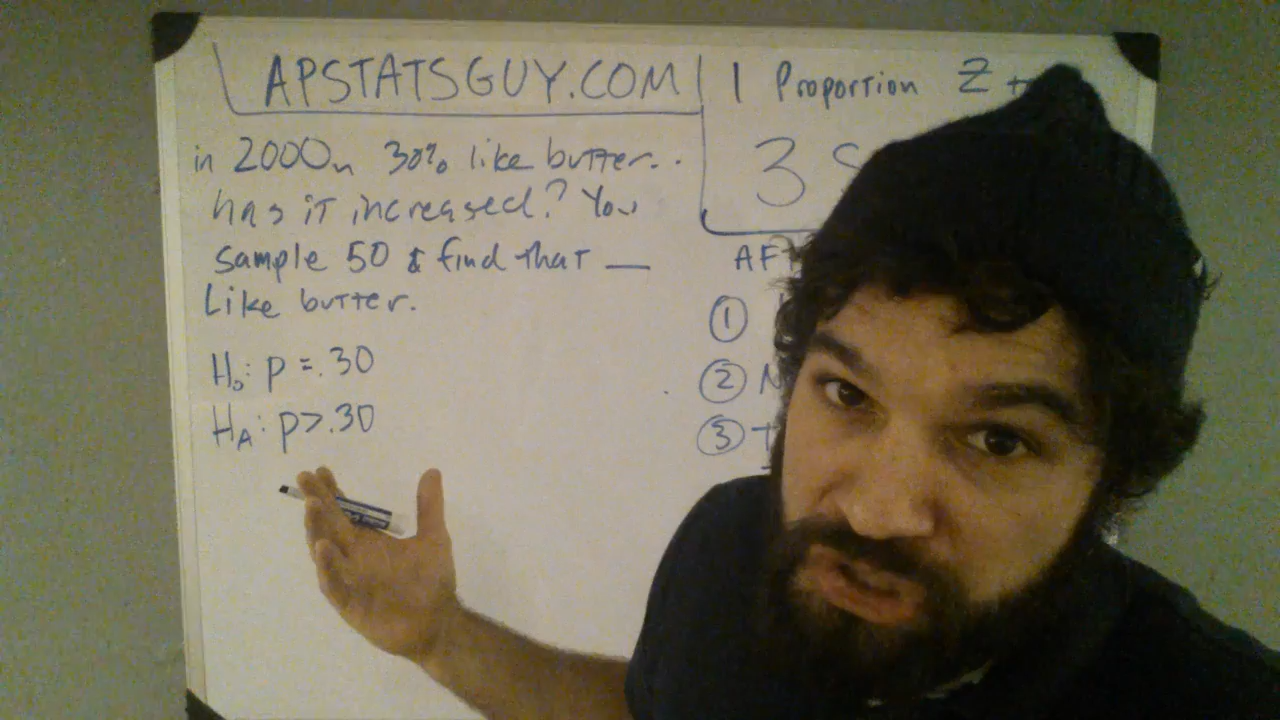 APSTATSGUY.COM
1 Proportion Z
3
in 2000, 30% like butter..
has it increased? You
sample 50 & find that __
Like butter.
H₀: p = .30
Hₐ: p > .30
AF
①
②
③